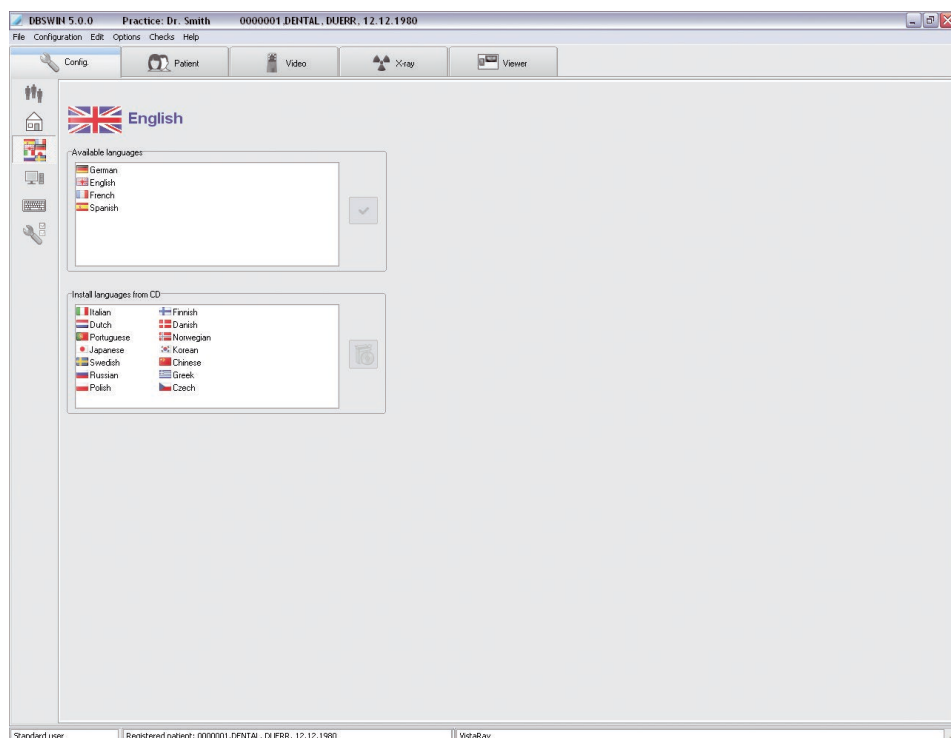 DBSWIN 5.0.0 Practice: Dr. Smith 0000001 ,DENTAL, DUERR, 12.12.1980
File Configuration Edit Options Checks Help
Config. Patient Video X-ray Viewer
English
Available languages
German
English
French
Spanish
Install languages from CD
Italian Finnish
Dutch Danish
Portuguese Norwegian
Japanese Korean
Swedish Chinese
Russian Greek
Polish Czech
Standard user Registered patient: 0000001,DENTAL, DUERR, 12.12.1980 VistaRay